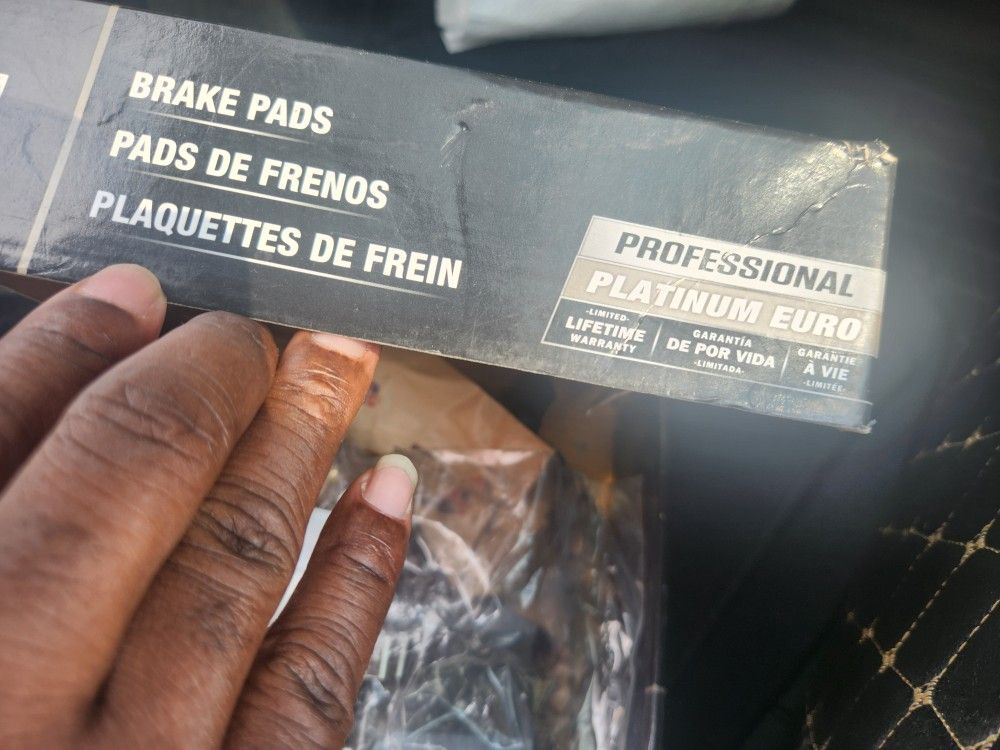 BRAKE PADS
PADS DE FRENOS
PLAQUETTES DE FREIN
PROFESSIONAL
PLATINUM EURO
-LIMITED-
LIFETIME
WARRANTY
GARANTÍA
DE POR VIDA
-LIMITADA-
GARANTIE
À VIE
-LIMITÉE-